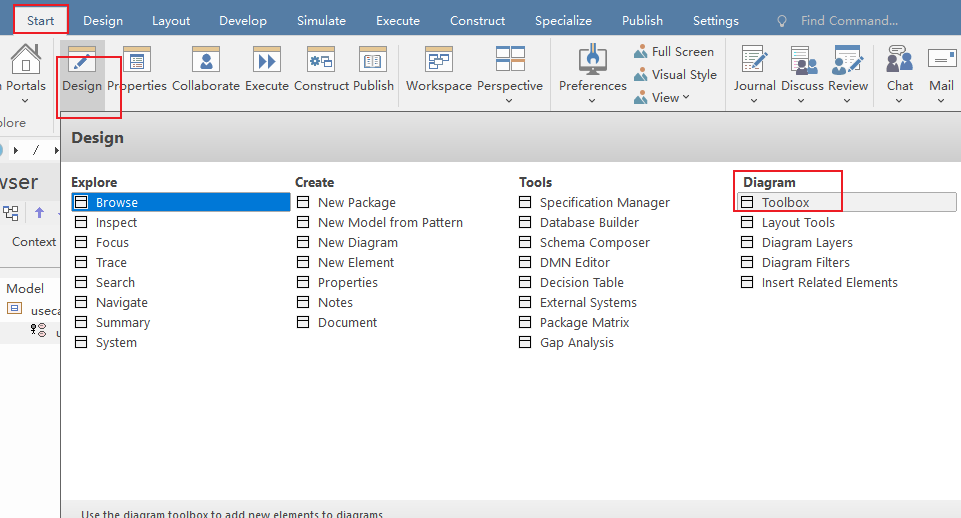 Start Design Layout Develop Simulate Execute Construct Specialize Publish Settings Find Command...
Portals Design Properties Collaborate Execute Construct Publish Workspace Perspective Preferences Full Screen Visual Style View Journal Discuss Review Chat Mail
plore
/
Design
wser
Explore Create Tools Diagram
Browse New Package Specification Manager Toolbox
Inspect New Model from Pattern Database Builder Layout Tools
Context Focus New Diagram Schema Composer Diagram Layers
Trace New Element DMN Editor Diagram Filters
Search Properties Decision Table Insert Related Elements
Model
Navigate Notes External Systems
useca
Summary Document Package Matrix
u
System Gap Analysis
Use the diagram toolbox to add new elements to diagrams